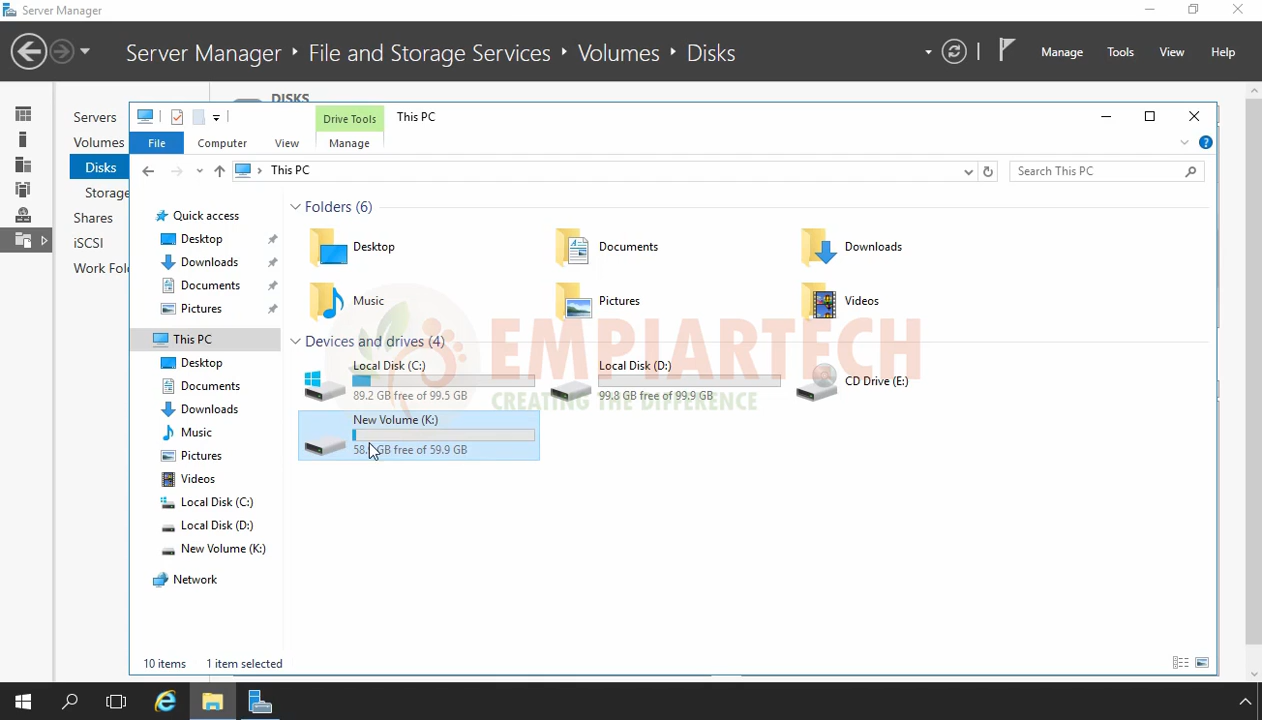 Server Manager
Server Manager
File and Storage Services
Volumes
Disks
Manage
Tools
View
Help
DISKS
Servers
Volumes
Disks
Storage
Shares
iSCSI
Work Fol
Drive Tools
This PC
File
Computer
View
Manage
This PC
Search This PC
Quick access
Desktop
Downloads
Documents
Pictures
This PC
Desktop
Documents
Downloads
Music
Pictures
Videos
Local Disk (C:)
Local Disk (D:)
New Volume (K:)
Network
Folders (6)
Desktop
Documents
Downloads
Music
Pictures
Videos
Devices and drives (4)
Local Disk (C:)
89.2 GB free of 99.5 GB
Local Disk (D:)
99.8 GB free of 99.9 GB
CD Drive (E:)
New Volume (K:)
GB free of 59.9 GB
EMPIARTECH
CREATING THE DIFFERENCE
10 items
1 item selected